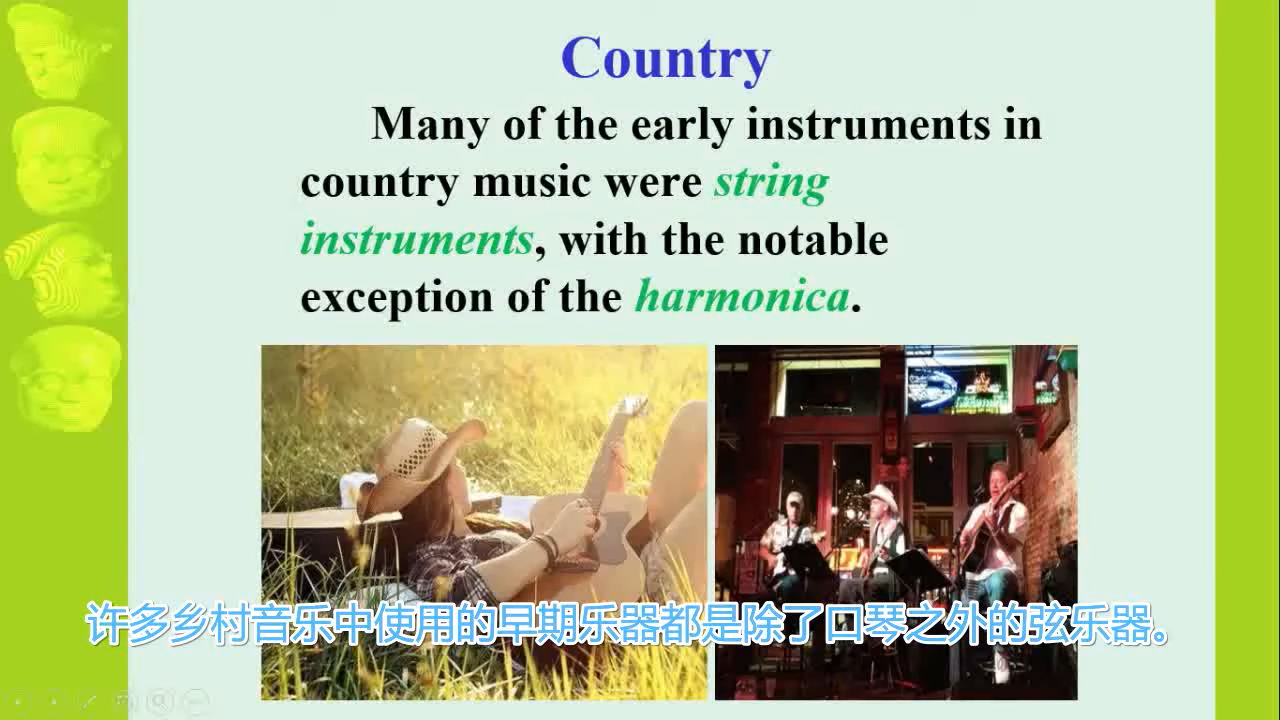 Country
Many of the early instruments in
country music were string
instruments, with the notable
exception of the harmonica.
许多乡村音乐中使用的早期乐器都是除了口琴之外的弦乐器。